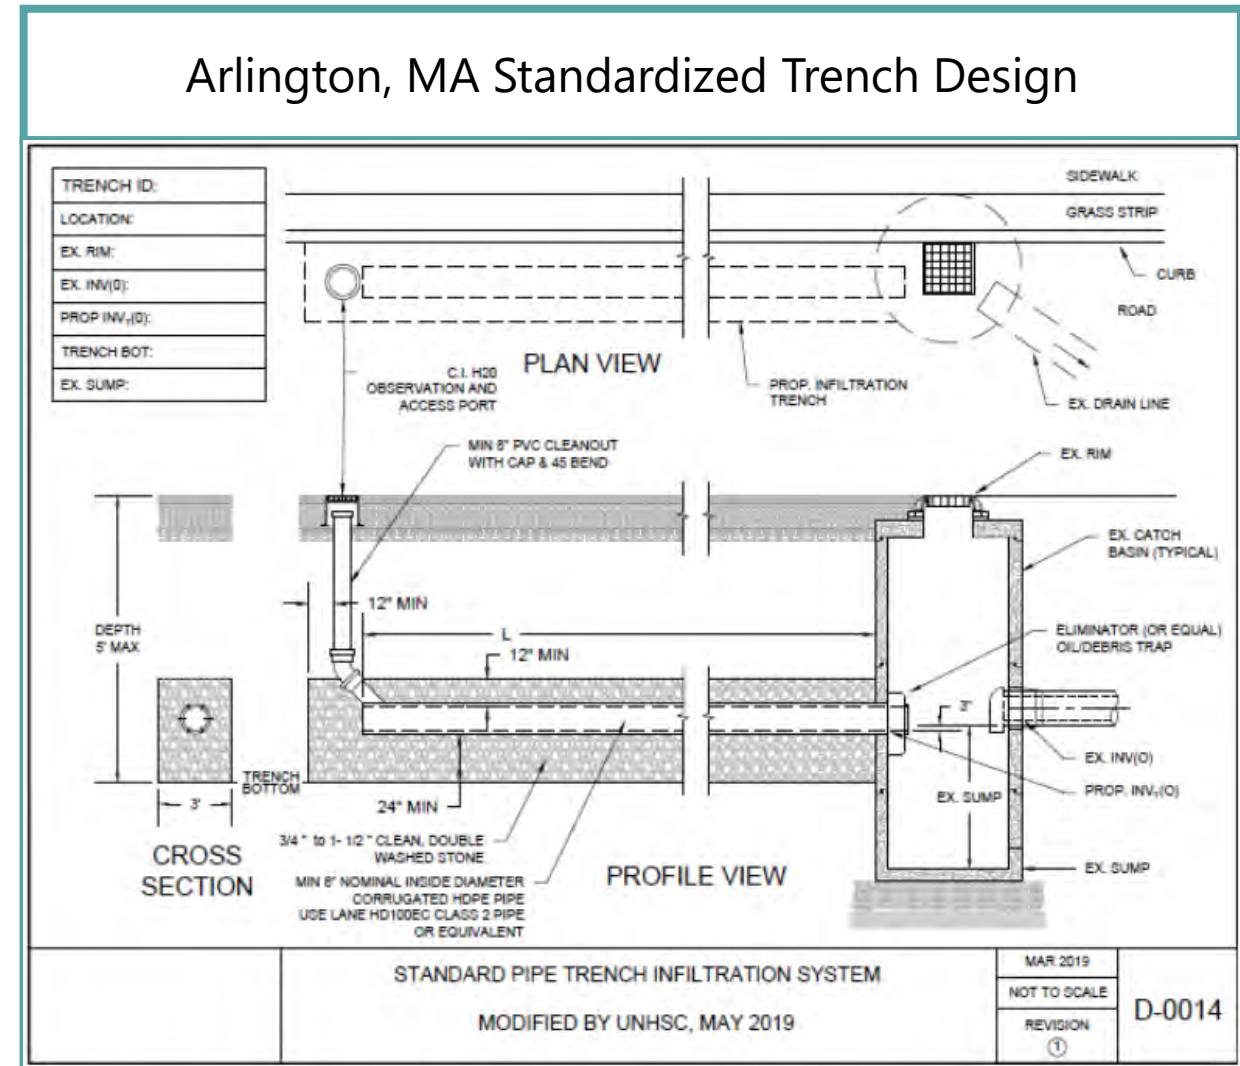 Arlington, MA Standardized Trench Design
TRENCH ID:
LOCATION:
EX. RIM:
EX. INV(0):
PROP INVT(0):
TRENCH BOT:
EX. SUMP:
SIDEWALK
GRASS STRIP
CURB
ROAD
PLAN VIEW
C.I. H20
OBSERVATION AND
ACCESS PORT
PROP. INFILTRATION
TRENCH
EX. DRAIN LINE
MIN 8" PVC CLEANOUT
WITH CAP & 45 BEND
EX. RIM
EX. CATCH
BASIN (TYPICAL)
12" MIN
DEPTH
5' MAX
L
12" MIN
ELIMINATOR (OR EQUAL)
OIL/DEBRIS TRAP
EX. INV(O)
TRENCH
BOTTOM
3'
24" MIN
EX. SUMP
PROP. INVT(O)
3/4 " to 1- 1/2 " CLEAN, DOUBLE
WASHED STONE
CROSS
SECTION
PROFILE VIEW
EX. SUMP
MIN 8" NOMINAL INSIDE DIAMETER
CORRUGATED HDPE PIPE
USE LANE HD100EC CLASS 2 PIPE
OR EQUIVALENT
STANDARD PIPE TRENCH INFILTRATION SYSTEM
MODIFIED BY UNHSC, MAY 2019
MAR 2019
NOT TO SCALE
REVISION
1
D-0014